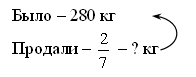 Было – 280 кг
Продали – 2/7 – ? кг